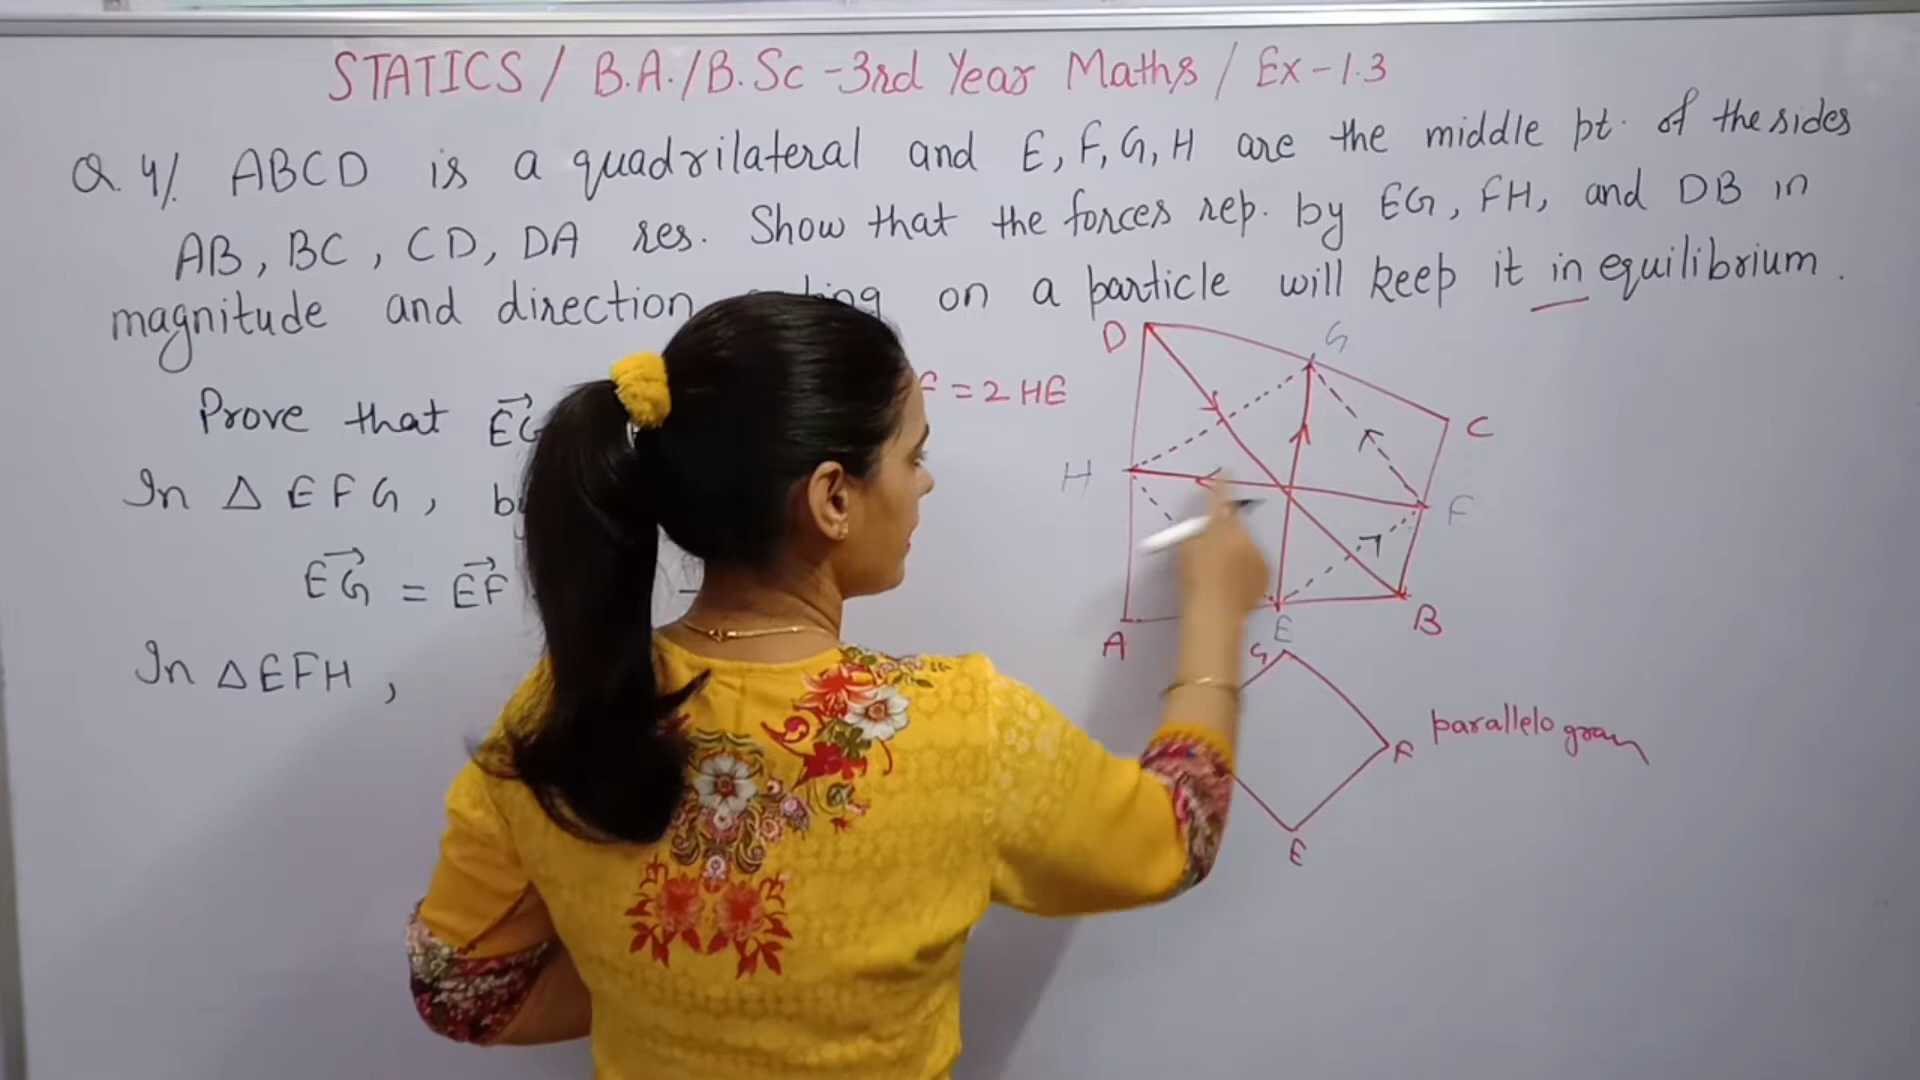 STATICS / B.A./B.Sc-3rd Year Maths / Ex-1.3
Q.4/. ABCD is a quadrilateral and E, F, G, H are the middle pt. of the sides
AB, BC, CD, DA res. Show that the forces rep. by EG, FH, and DB in
magnitude and direction on a particle will keep it in equilibrium.
Prove that EG
= 2 HE
In △ EFG,
EG = EF
In △EFH,
D
G
C
H
F
A
E
B
G
F
parallelogram
E